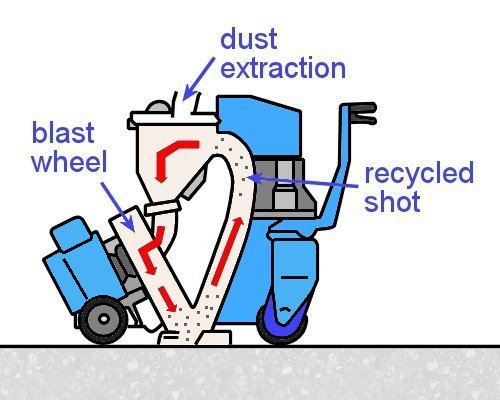 dust
extraction
blast
wheel
recycled
shot